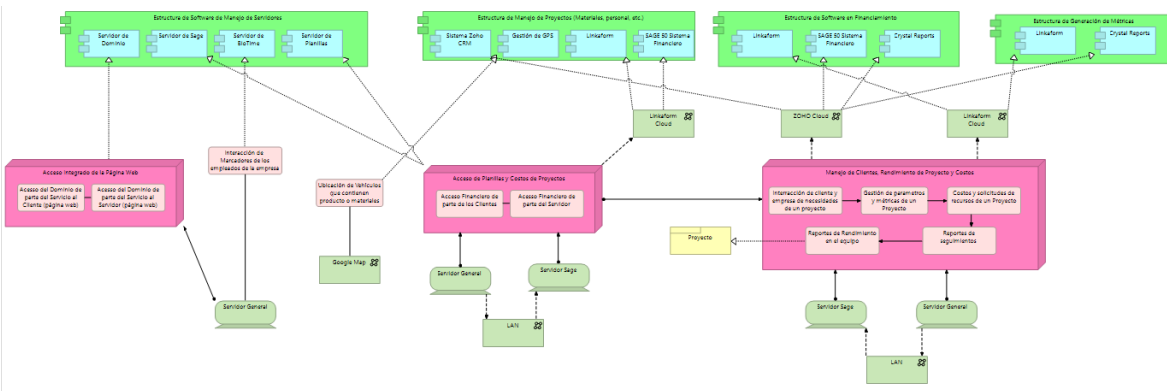 Estructura de Software de Manejo de Servidores
Servidor de
Dominio
Servidor de Sage
Servidor de
BioTime
Servidor de
Planillas
Estructura de Manejo de Proyectos (Materiales, personal, etc.)
Sistema Zoho
CRM
Gestión de GPS
Linkaform
SAGE 50 Sistema
Financiero
Estructura de Software en Financiamiento
Linkaform
SAGE 50 Sistema
Financiero
Crystal Reports
Estructura de Generación de Métricas
Linkaform
Crystal Reports
Linkaform
Cloud
ZOHO Cloud
Linkaform
Cloud
Interacción de
Marcadores de los
empleados de la empresa
Ubicación de Vehículos
que contienen
producto o materiales
Acceso Integrado de la Página Web
Acceso del Dominio de
parte del Servicio al
Cliente (página web)
Acceso del Dominio de
parte del Servicio al
Servidor (página web)
Acceso de Planillas y Costos de Proyectos
Acceso Financiero de
parte de los Clientes
Acceso Financiero de
parte del Servidor
Manejo de Clientes, Rendimiento de Proyecto y Costos
Interacción de cliente y
empresa de necesidades
de un proyecto
Gestión de parametros
y métricas de un
Proyecto
Costos y solicitudes de
recursos de un Proyecto
Reportes de Rendimiento
en el equipo
Reportes de
seguimientos
Proyecto
Google Map
Servidor General
Servidor General
Servidor Sage
LAN
Servidor Sage
Servidor General
LAN